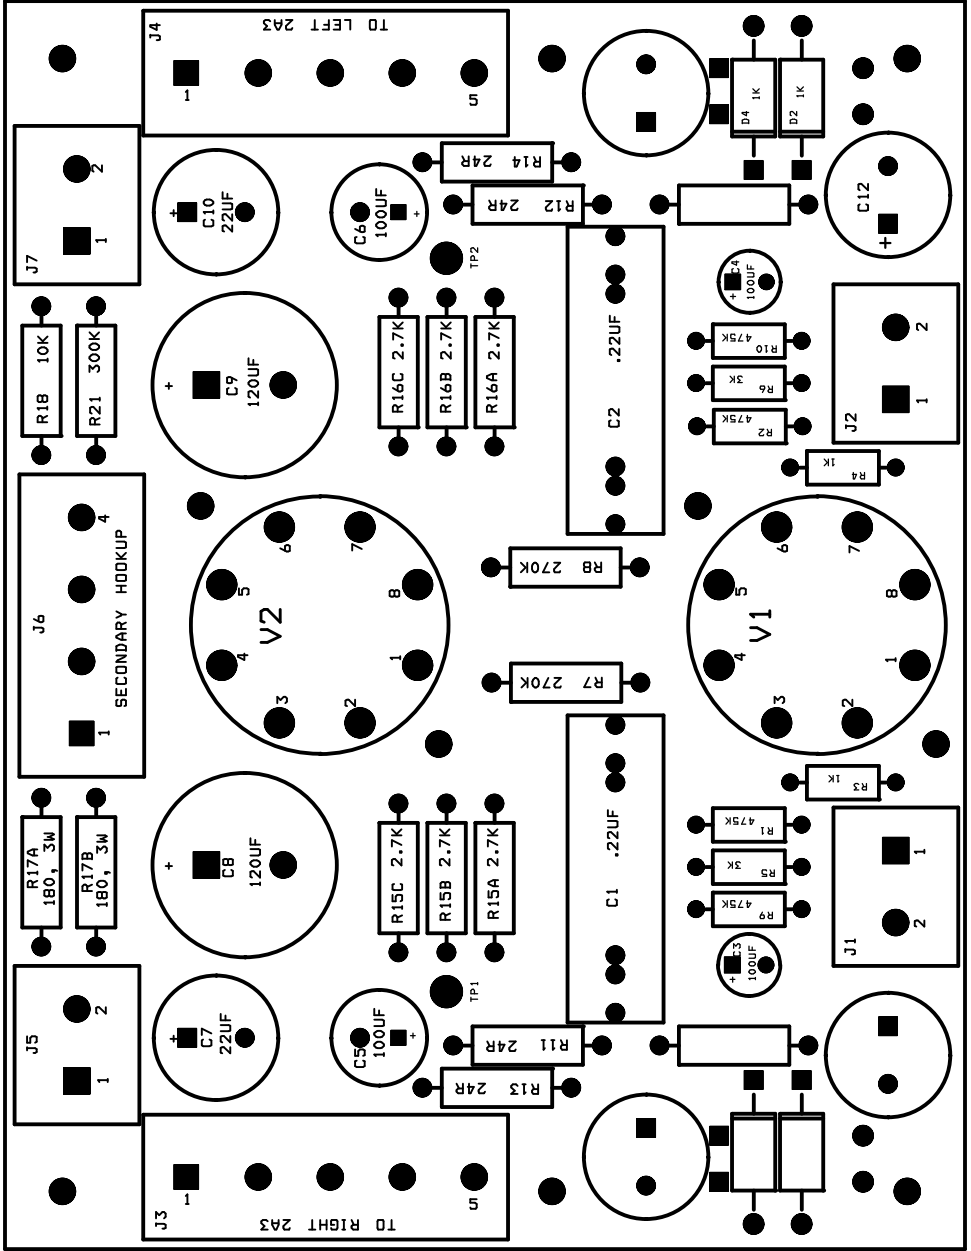 J4
TO LEFT 2A3
1
5
D4 1K
D2 1K
J7
2
1
+
C10
22UF
C6
100UF
+
R14 24R
R12 24R
C12
+
TP2
C4
100UF
+
R18 10K
R21 300K
+
C9
120UF
R16C 2.7K
R16B 2.7K
R16A 2.7K
.22UF
C2
R10 475K
R6 3K
R2 475K
2
1
J2
R4 1K
J6
SECONDARY HOOKUP
4
1
V2
1
2
3
4
5
6
7
8
R8 270K
R7 270K
V1
1
2
3
4
5
6
7
8
R3 1K
R17A
180, 3W
R17B
180, 3W
+
C8
120UF
R15C 2.7K
R15B 2.7K
R15A 2.7K
.22UF
C1
R1 475K
R5 3K
R9 475K
1
2
J1
C3
100UF
+
J5
2
1
+
C7
22UF
C5
100UF
+
TP1
R11 24R
R13 24R
J3
TO RIGHT 2A3
1
5